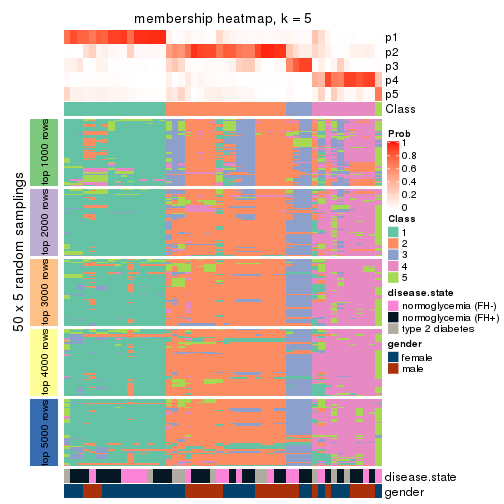 membership heatmap, k = 5
p1
p2
p3
p4
p5
Class
50 x 5 random samplings
top 1000 rows
top 2000 rows
top 3000 rows
top 4000 rows
top 5000 rows
disease.state
gender
Prob
1
0.8
0.6
0.4
0.2
0
Class
1
2
3
4
5
disease.state
normoglycemia (FH-)
normoglycemia (FH+)
type 2 diabetes
gender
female
male